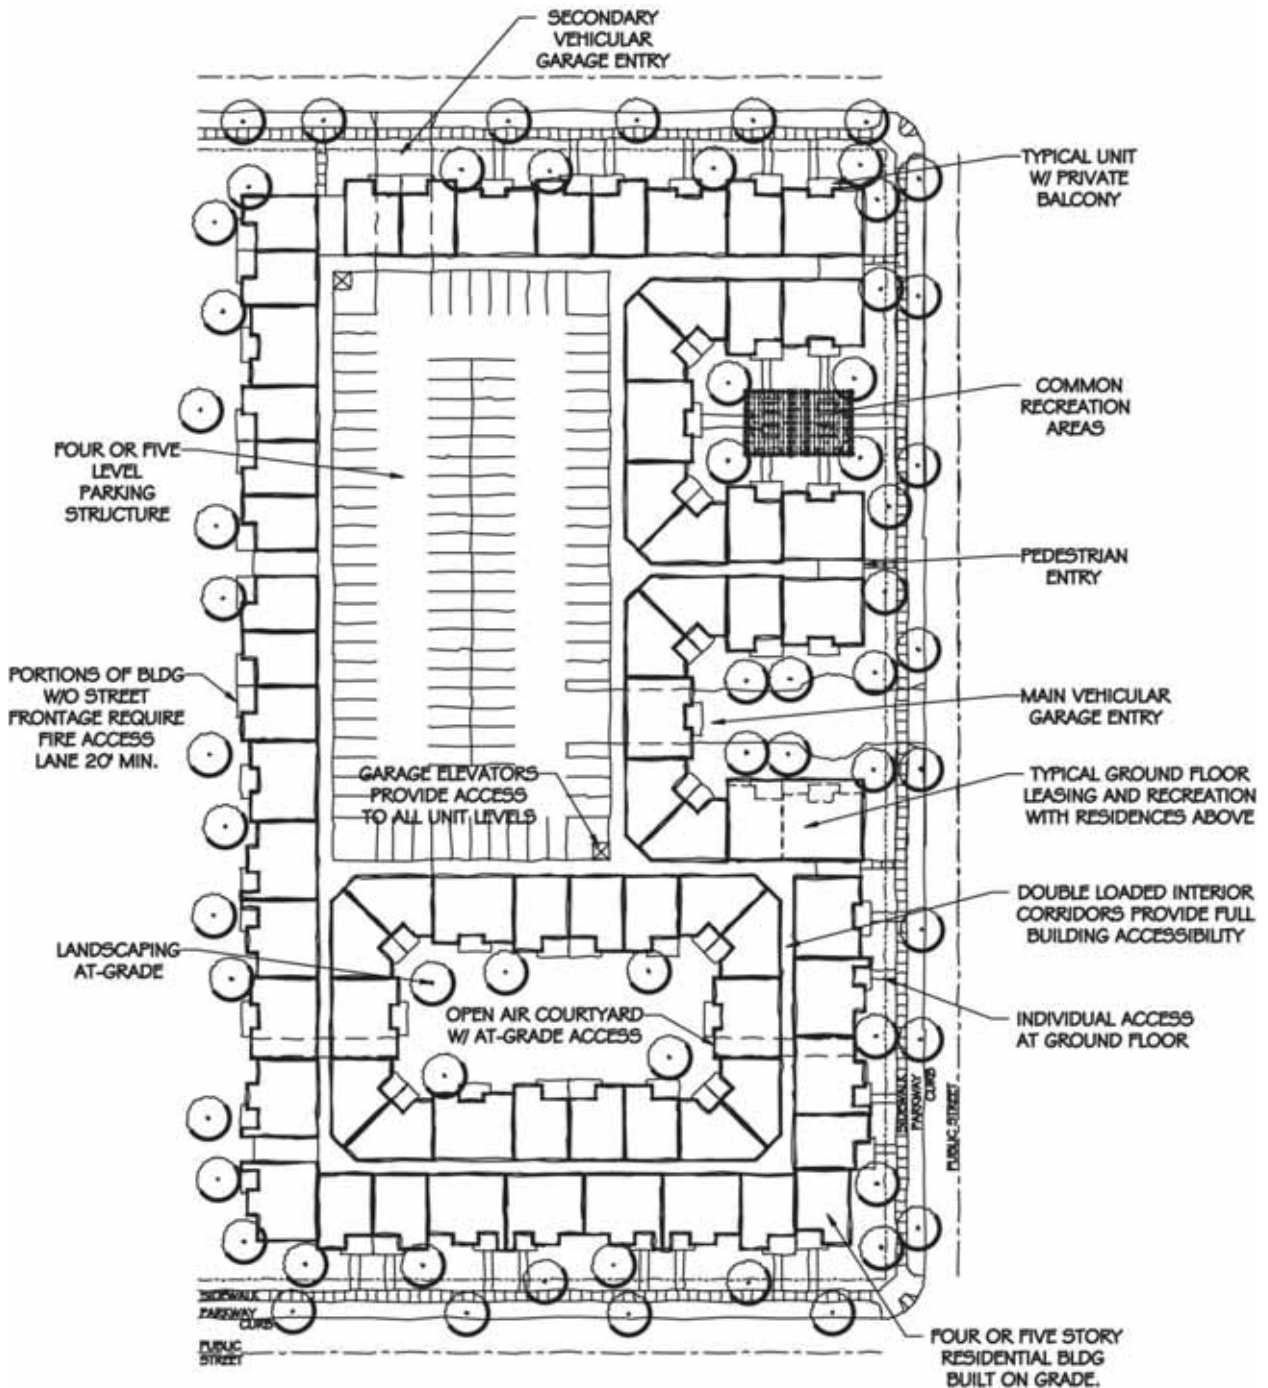 SECONDARY
VEHICULAR
GARAGE ENTRY
TYPICAL UNIT
W/ PRIVATE
BALCONY
COMMON
RECREATION
AREAS
FOUR OR FIVE
LEVEL
PARKING
STRUCTURE
PEDESTRIAN
ENTRY
PORTIONS OF BLDG
W/O STREET
FRONTAGE REQUIRE
FIRE ACCESS
LANE 20' MIN.
MAIN VEHICULAR
GARAGE ENTRY
GARAGE ELEVATORS
PROVIDE ACCESS
TO ALL UNIT LEVELS
TYPICAL GROUND FLOOR
LEASING AND RECREATION
WITH RESIDENCES ABOVE
DOUBLE LOADED INTERIOR
CORRIDORS PROVIDE FULL
BUILDING ACCESSIBILITY
LANDSCAPING
AT-GRADE
OPEN AIR COURTYARD
W/ AT-GRADE ACCESS
INDIVIDUAL ACCESS
AT GROUND FLOOR
SIDEWALK
PARKWAY
CURB
PUBLIC STREET
SIDEWALK
PARKWAY
CURB
PUBLIC
STREET
FOUR OR FIVE STORY
RESIDENTIAL BLDG
BUILT ON GRADE.